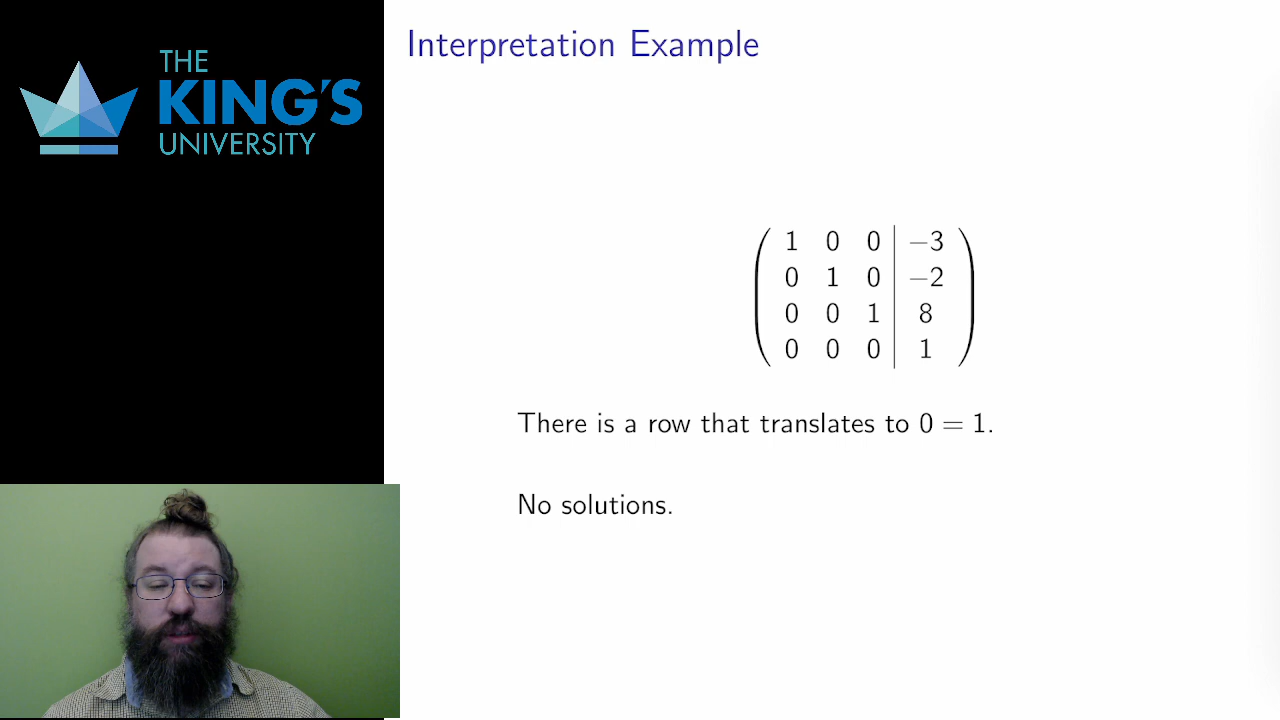 THE
KING'S
UNIVERSITY
Interpretation Example
1 0 0 | −3
0 1 0 | −2
0 0 1 | 8
0 0 0 | 1
There is a row that translates to 0 = 1.
No solutions.